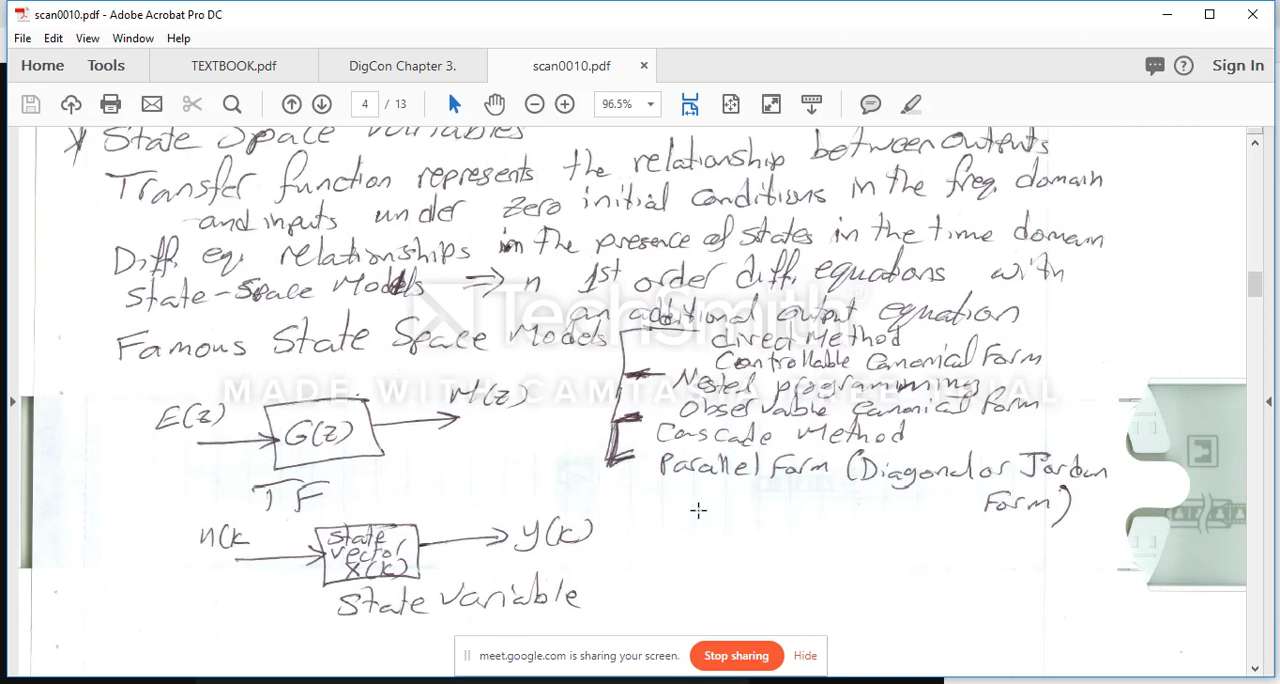 scan0010.pdf - Adobe Acrobat Pro DC
File Edit View Window Help
Home Tools TEXTBOOK.pdf DigCon Chapter 3. scan0010.pdf × Sign In
4 / 13 96.5%
State Space Variables
Transfer function represents the relationship between outputs
and inputs under zero initial conditions in the freq. domain
Diff. eq. relationships in the presence of states in the time domain
State-Space Models => n 1st order diff. equations with
an additional output equation
Famous State Space Models
direct Method
Controllable Canonical Form
Nested programming
Observable Canonical Form
Cascade Method
Parallel Form (Diagonal or Jordan
Form)
TechSmith®
MADE WITH CAMTASIA FREE TRIAL
E(z) G(z) M(z)
TF
u(k state vector x(k) y(k)
State Variable
meet.google.com is sharing your screen. Stop sharing Hide